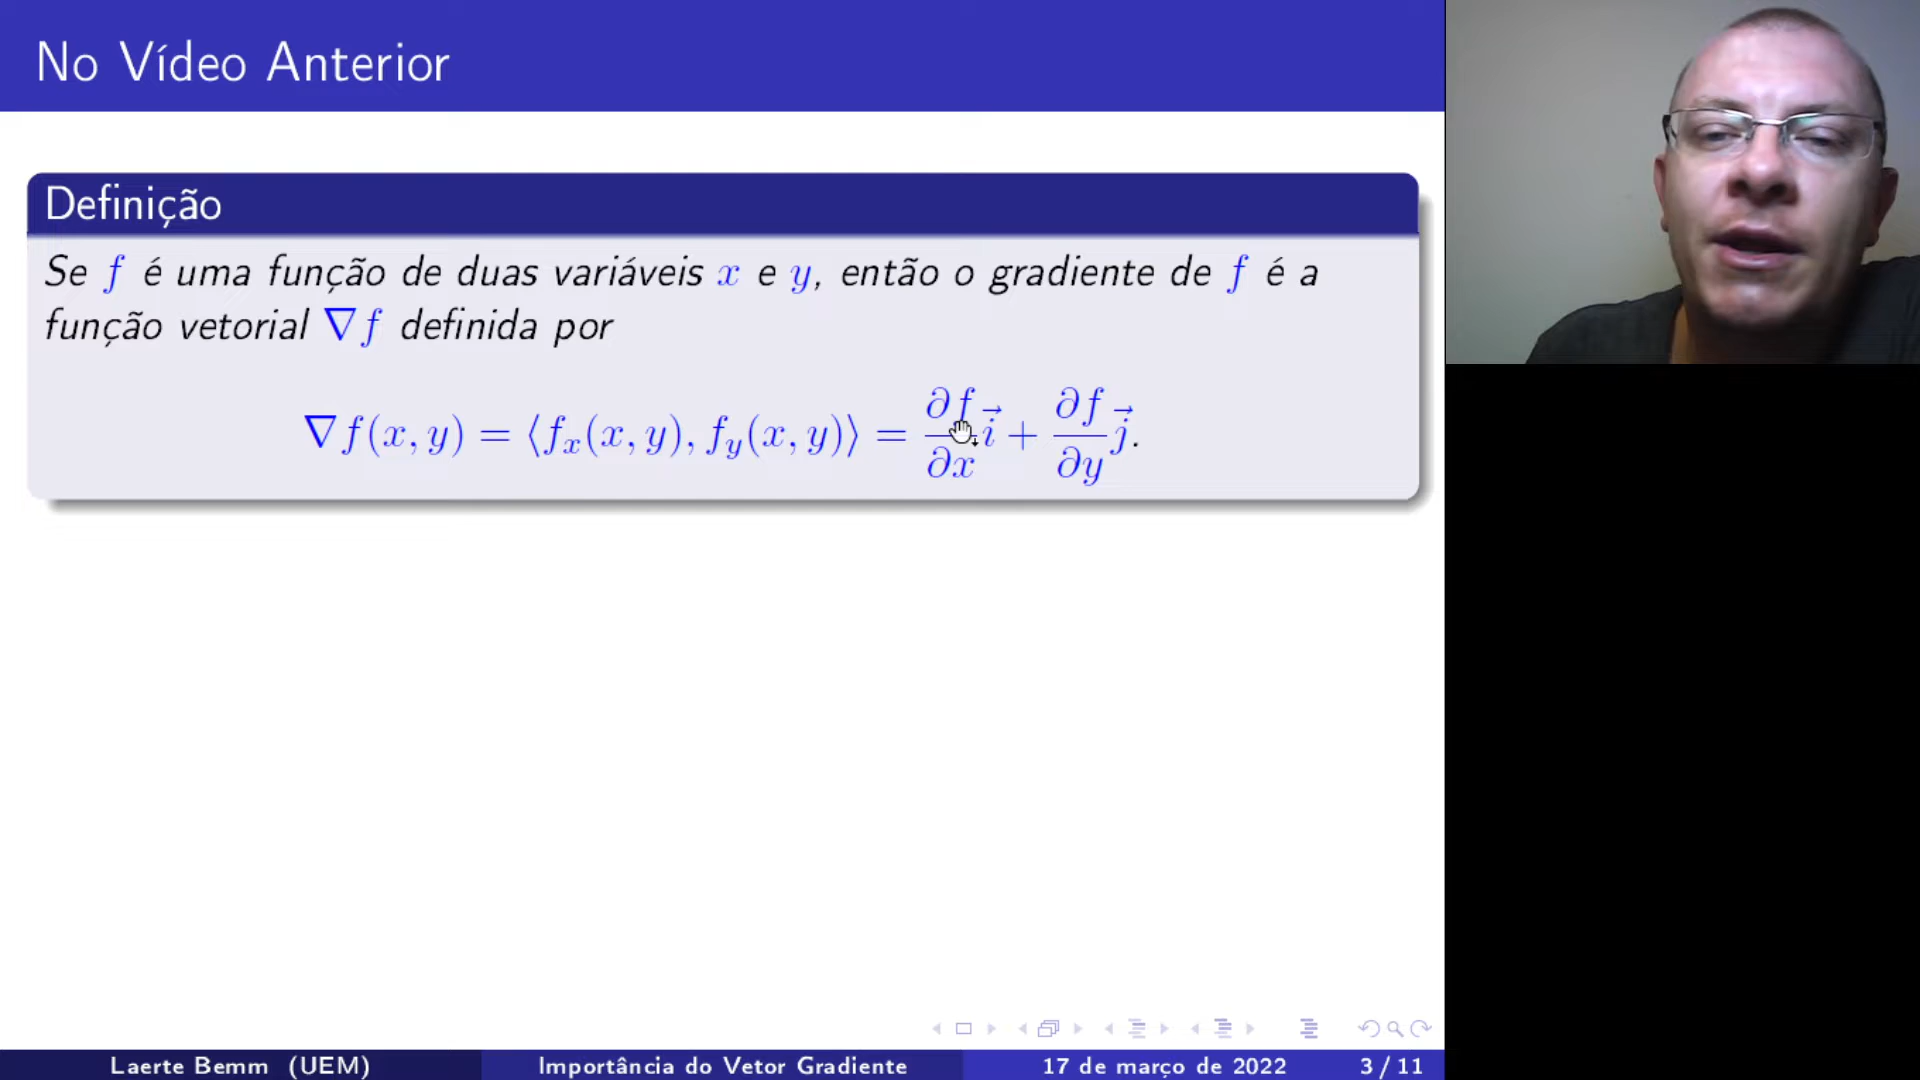 No Vídeo Anterior
Definição
Se f é uma função de duas variáveis x e y, então o gradiente de f é a
função vetorial ∇f definida por
∇f(x, y) = ⟨f_x(x, y), f_y(x, y)⟩ = ∂f/∂x i⃗ + ∂f/∂y j⃗.
Laerte Bemm (UEM) Importância do Vetor Gradiente 17 de março de 2022 3 / 11